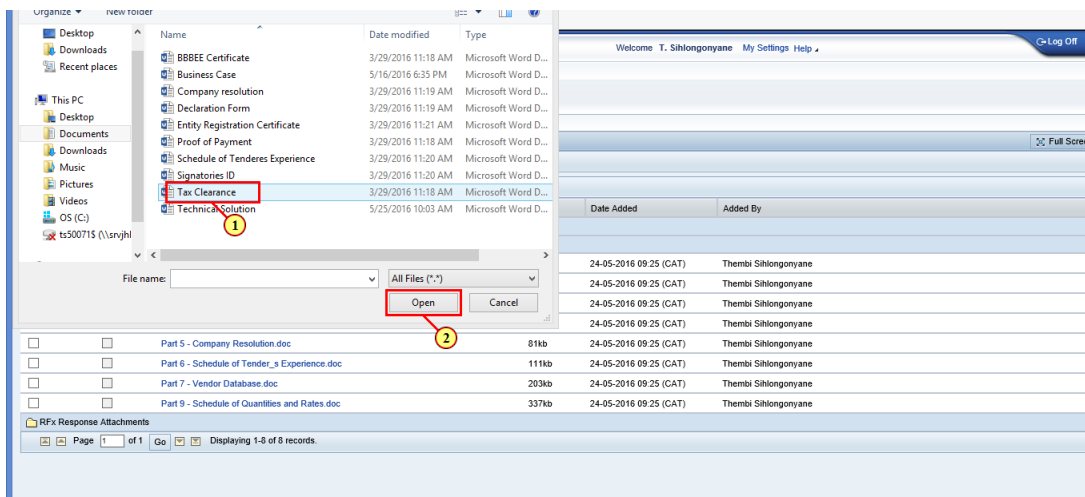 Organize New folder
Desktop
Downloads
Recent places
This PC
Desktop
Documents
Downloads
Music
Pictures
Videos
OS (C:)
ts50071$ (\\srvjhl
Name Date modified Type
BBBEE Certificate 3/29/2016 11:18 AM Microsoft Word D...
Business Case 5/16/2016 6:35 PM Microsoft Word D...
Company resolution 3/29/2016 11:19 AM Microsoft Word D...
Declaration Form 3/29/2016 11:19 AM Microsoft Word D...
Entity Registration Certificate 3/29/2016 11:21 AM Microsoft Word D...
Proof of Payment 3/29/2016 11:18 AM Microsoft Word D...
Schedule of Tenderes Experience 3/29/2016 11:20 AM Microsoft Word D...
Signatories ID 3/29/2016 11:20 AM Microsoft Word D...
Tax Clearance 3/29/2016 11:18 AM Microsoft Word D...
Technical Solution 5/25/2016 10:03 AM Microsoft Word D...
1
File name: All Files (*.*)
Open Cancel
2
Welcome T. Sihlongonyane My Settings Help
Log Off
Full Scre
Date Added Added By
24-05-2016 09:25 (CAT) Thembi Sihlongonyane
24-05-2016 09:25 (CAT) Thembi Sihlongonyane
24-05-2016 09:25 (CAT) Thembi Sihlongonyane
24-05-2016 09:25 (CAT) Thembi Sihlongonyane
Part 5 - Company Resolution.doc 81kb 24-05-2016 09:25 (CAT) Thembi Sihlongonyane
Part 6 - Schedule of Tender_s Experience.doc 111kb 24-05-2016 09:25 (CAT) Thembi Sihlongonyane
Part 7 - Vendor Database.doc 203kb 24-05-2016 09:25 (CAT) Thembi Sihlongonyane
Part 9 - Schedule of Quantities and Rates.doc 337kb 24-05-2016 09:25 (CAT) Thembi Sihlongonyane
RFx Response Attachments
Page 1 of 1 Go Displaying 1-8 of 8 records.